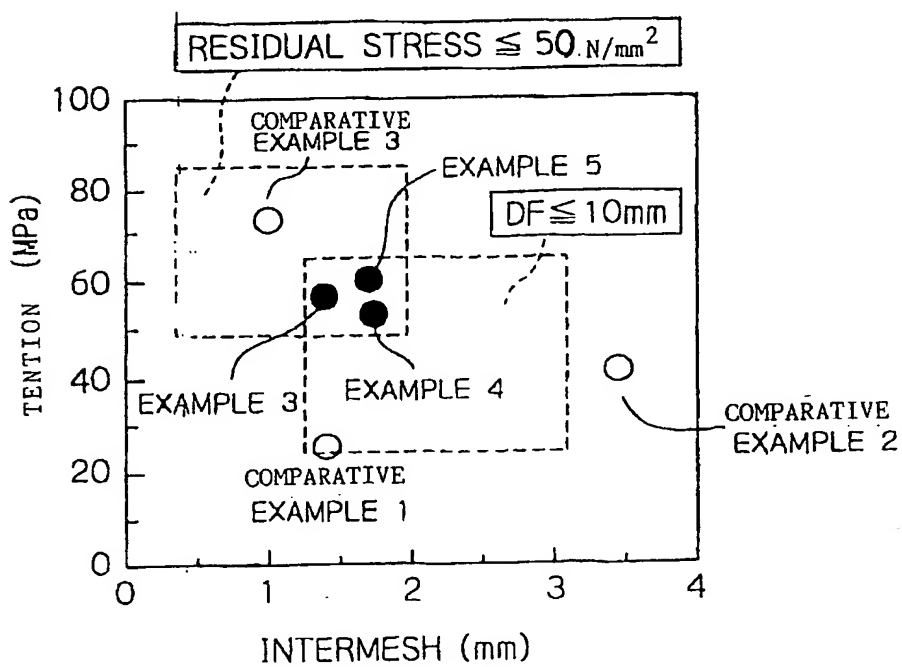 RESIDUAL STRESS ≦ 50 N/mm²
100
80
60
40
20
0
TENTION (MPa)
COMPARATIVE
EXAMPLE 3
EXAMPLE 5
DF ≦ 10mm
EXAMPLE 3
EXAMPLE 4
COMPARATIVE
EXAMPLE 2
COMPARATIVE
EXAMPLE 1
0 1 2 3 4
INTERMESH (mm)